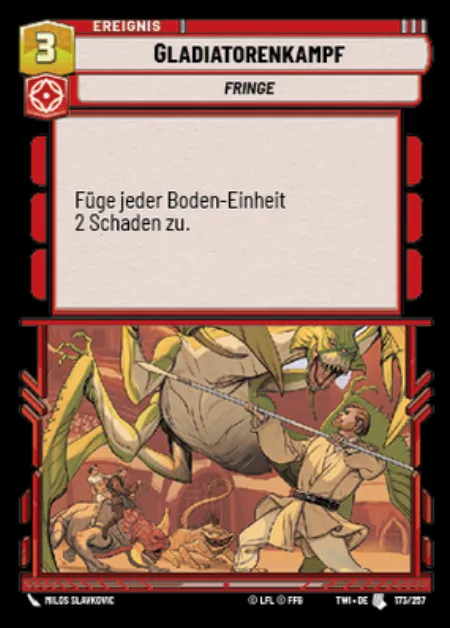 EREIGNIS
3
GLADIATORENKAMPF
FRINGE
Füge jeder Boden-Einheit
2 Schaden zu.
MILOS SLAVKOVIC
© LFL © FFG
TWI • DE
173/257